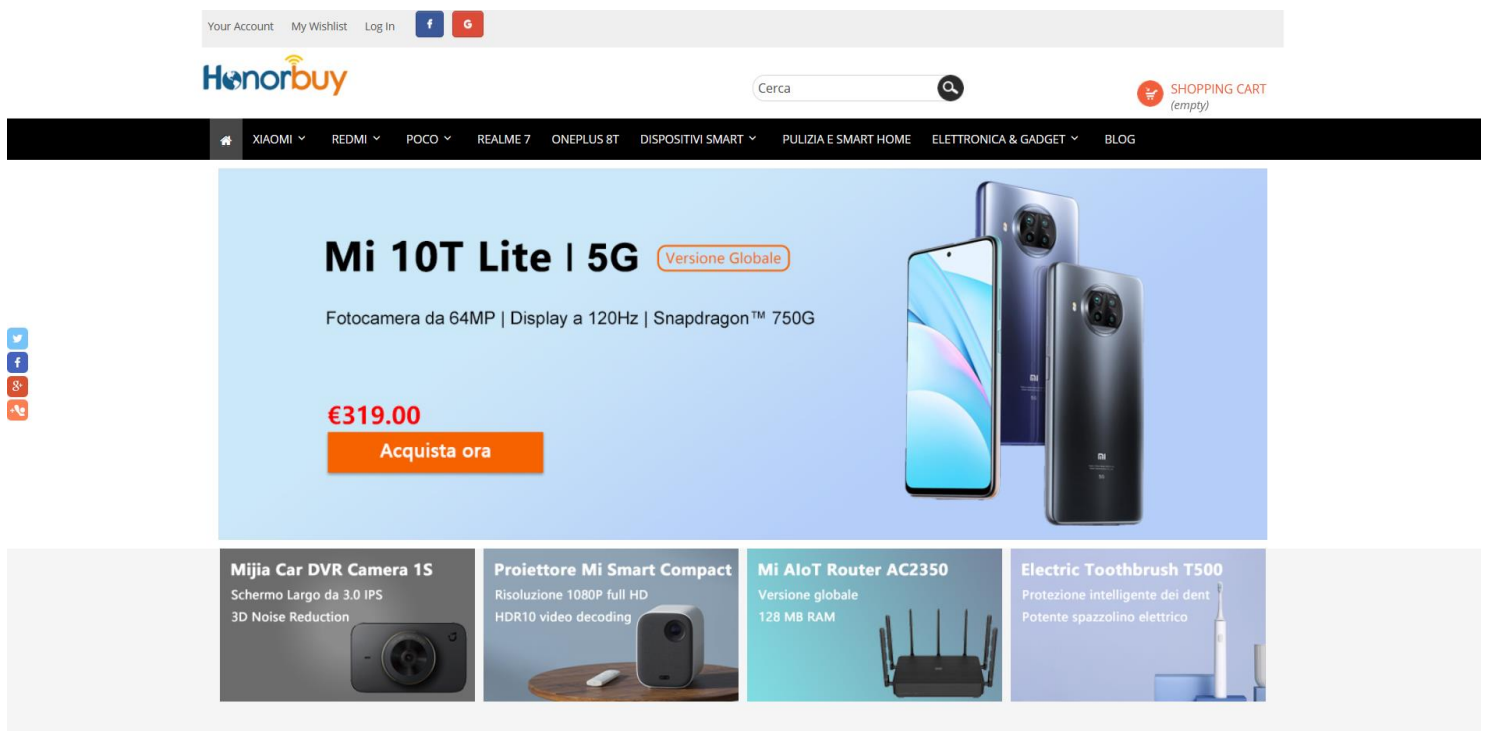 Your Account My Wishlist Log In
Honorbuy
Cerca
SHOPPING CART
(empty)
XIAOMI REDMI POCO REALME 7 ONEPLUS 8T DISPOSITIVI SMART PULIZIA E SMART HOME ELETTRONICA & GADGET BLOG
Mi 10T Lite | 5G Versione Globale
Fotocamera da 64MP | Display a 120Hz | Snapdragon™ 750G
€319.00
Acquista ora
Mijia Car DVR Camera 1S
Schermo Largo da 3.0 IPS
3D Noise Reduction
Proiettore Mi Smart Compact
Risoluzione 1080P full HD
HDR10 video decoding
Mi AIoT Router AC2350
Versione globale
128 MB RAM
Electric Toothbrush T500
Protezione intelligente dei dent
Potente spazzolino elettrico